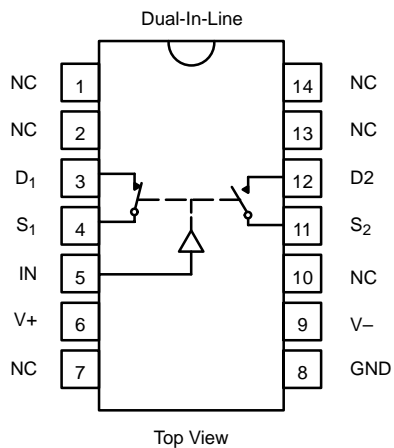 Dual-In-Line
NC 1 14 NC
NC 2 13 NC
D1 3 12 D2
S1 4 11 S2
IN 5 10 NC
V+ 6 9 V–
NC 7 8 GND
Top View